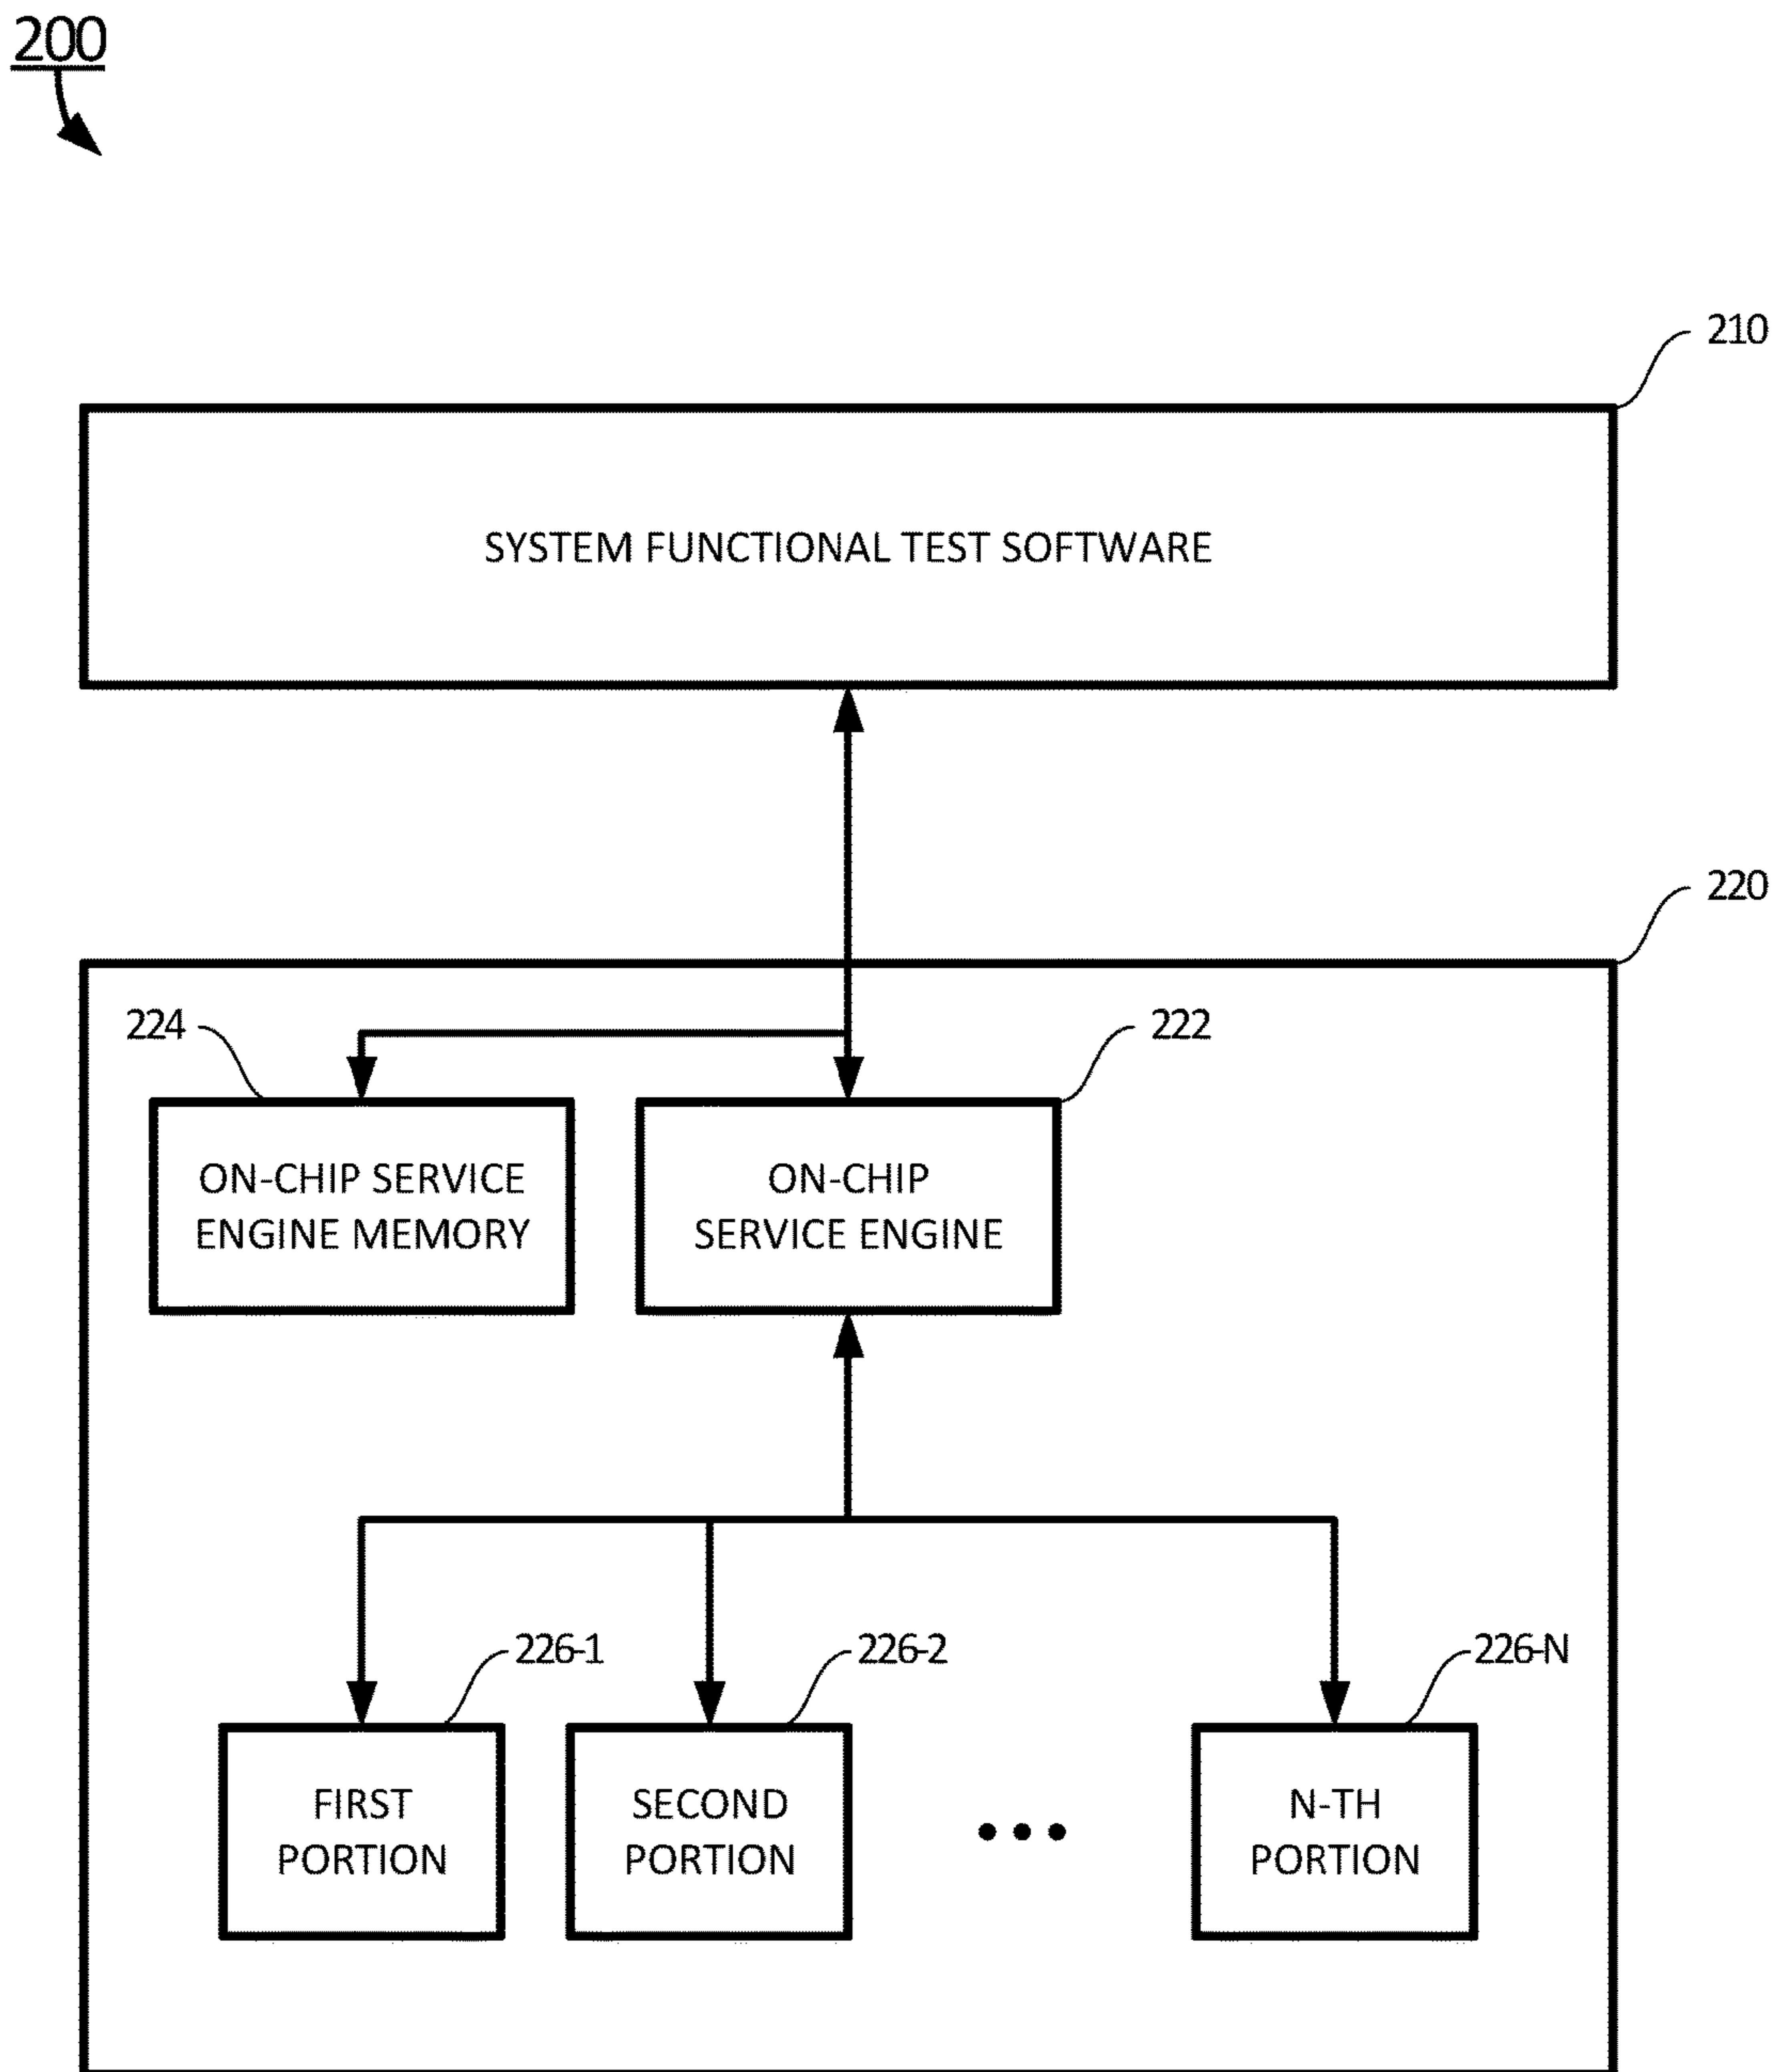 200
210
SYSTEM FUNCTIONAL TEST SOFTWARE
220
224
222
ON-CHIP SERVICE
ENGINE MEMORY
ON-CHIP
SERVICE ENGINE
226-1
226-2
226-N
FIRST
PORTION
SECOND
PORTION
N-TH
PORTION